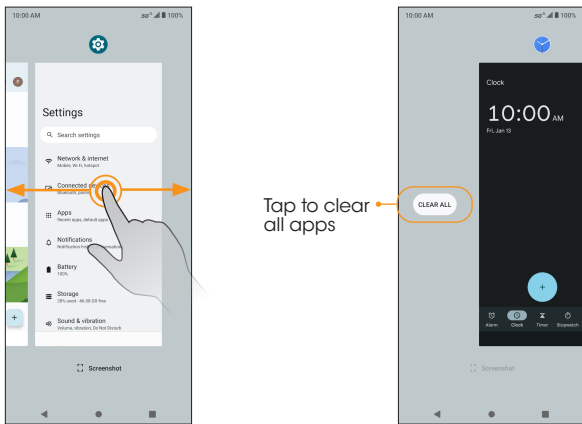 10:00 AM
5G 100%
P
Settings
Search settings
Network & internet
Mobile, Wi-Fi, hotspot
Connected
Bluetooth,
Apps
Recent apps, default apps
Notifications
Notification
Battery
100%
Storage
46.08 GB free
Sound & vibration
Volume, vibration, Do Not Disturb
Screenshot
Tap to clear
all apps
10:00 AM
5G 100%
Clock
10:00 AM
Fri, Jan 13
CLEAR ALL
Alarm Clock Timer Stopwatch
Screenshot